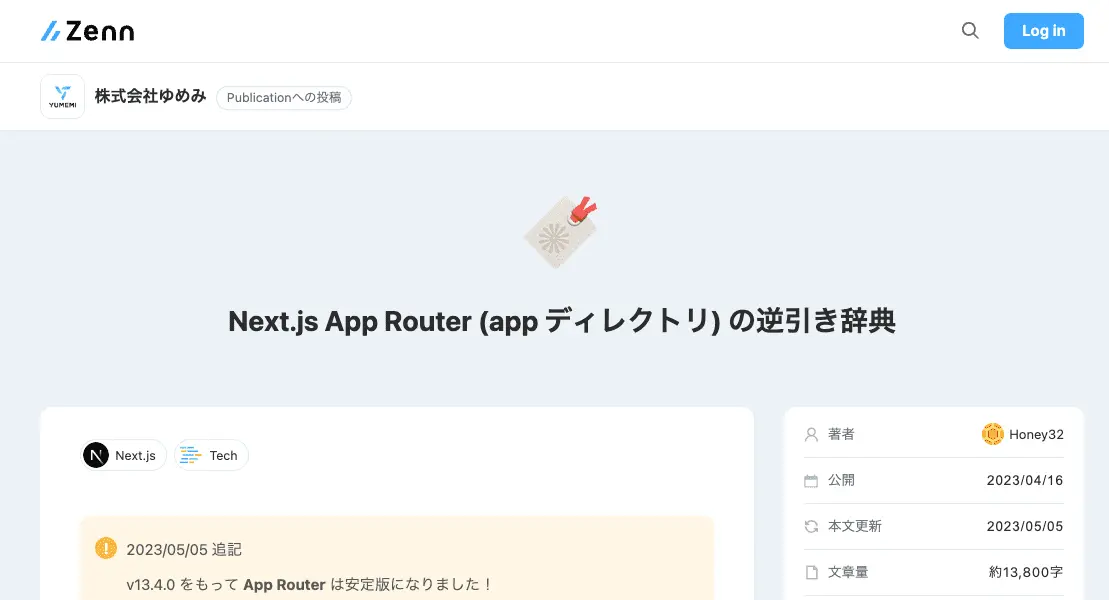 Zenn
Log in
YUMEMI
株式会社ゆめみ
Publicationへの投稿
Next.js App Router (app ディレクトリ) の逆引き辞典
N Next.js
Tech
著者 Honey32
公開 2023/04/16
本文更新 2023/05/05
文章量 約13,800字
2023/05/05 追記
v13.4.0 をもって App Router は安定版になりました！